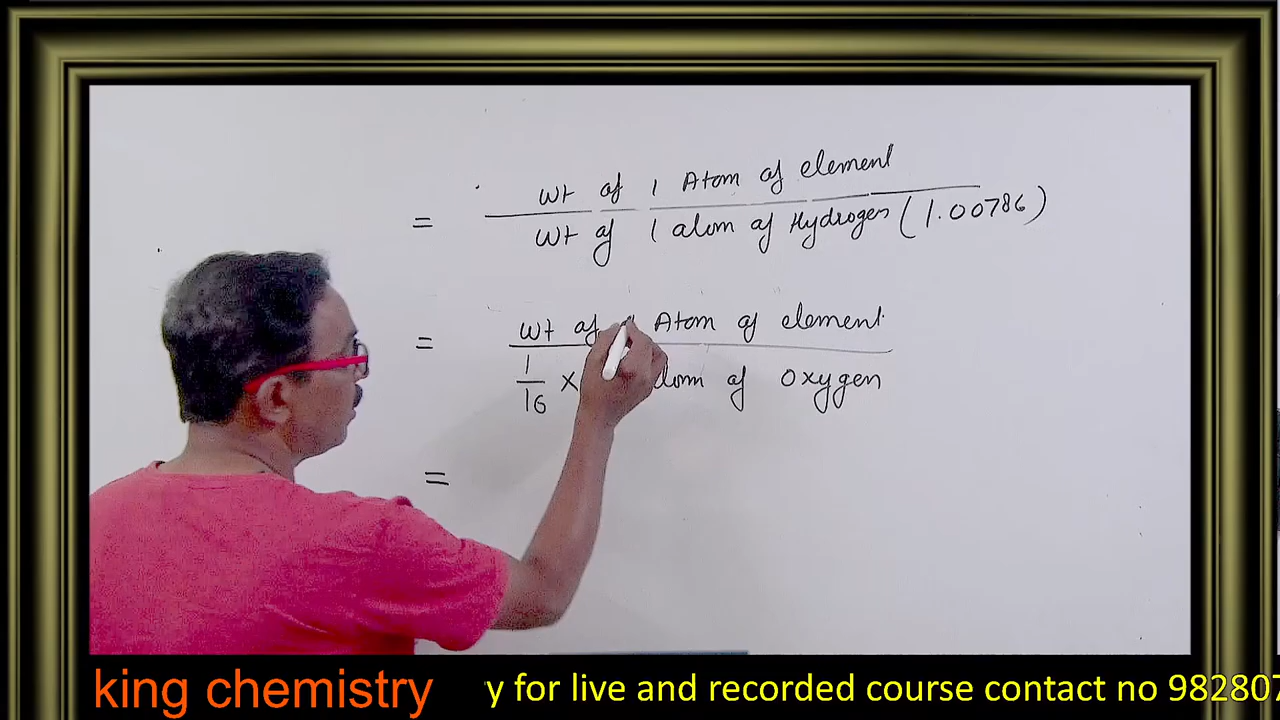 Wt of 1 Atom of element
= Wt of 1 atom of Hydrogen (1.00786)
Wt of Atom of element
=
1
16 × of Oxygen
=
king chemistry y for live and recorded course contact no 982807